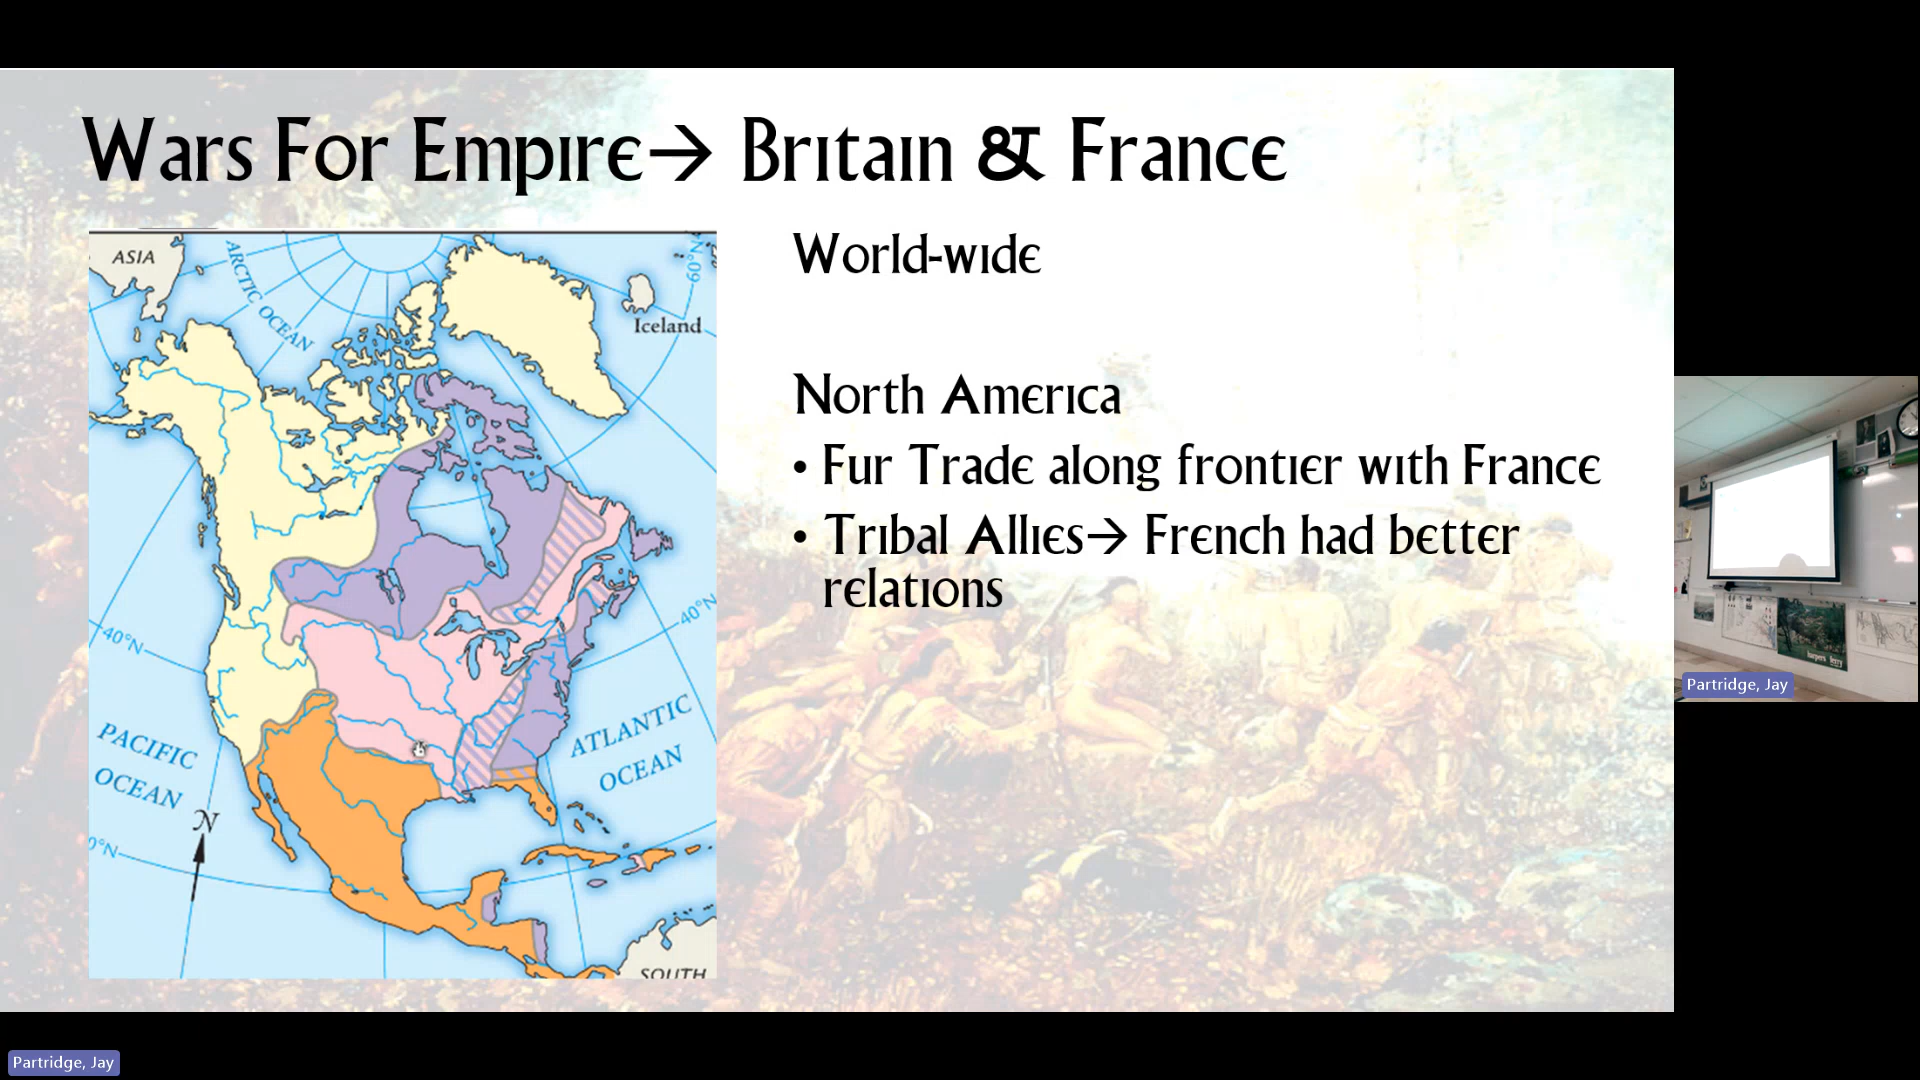 Wars For Empire→ Britain & France
World-wide
North America
• Fur Trade along frontier with France
• Tribal Allies→ French had better
relations
ASIA
ARCTIC OCEAN
60°N
Iceland
40°N
40°N
PACIFIC
OCEAN
ATLANTIC
OCEAN
N
0°N
SOUTH
harpers ferry
Partridge, Jay
Partridge, Jay